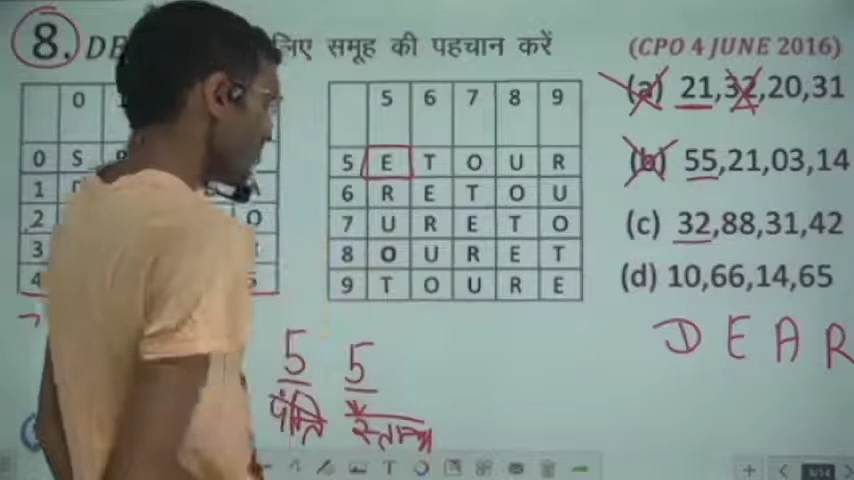 8. लिए समूह की पहचान करें (CPO 4 JUNE 2016)
0
0 S
1
2 O
3
4
5 6 7 8 9
5 E T O U R
6 R E T O U
7 U R E T O
8 O U R E T
9 T O U R E
(a) 21,32,20,31
(b) 55,21,03,14
(c) 32,88,31,42
(d) 10,66,14,65
D E A R
5 5
पंक्ति स्तम्भ